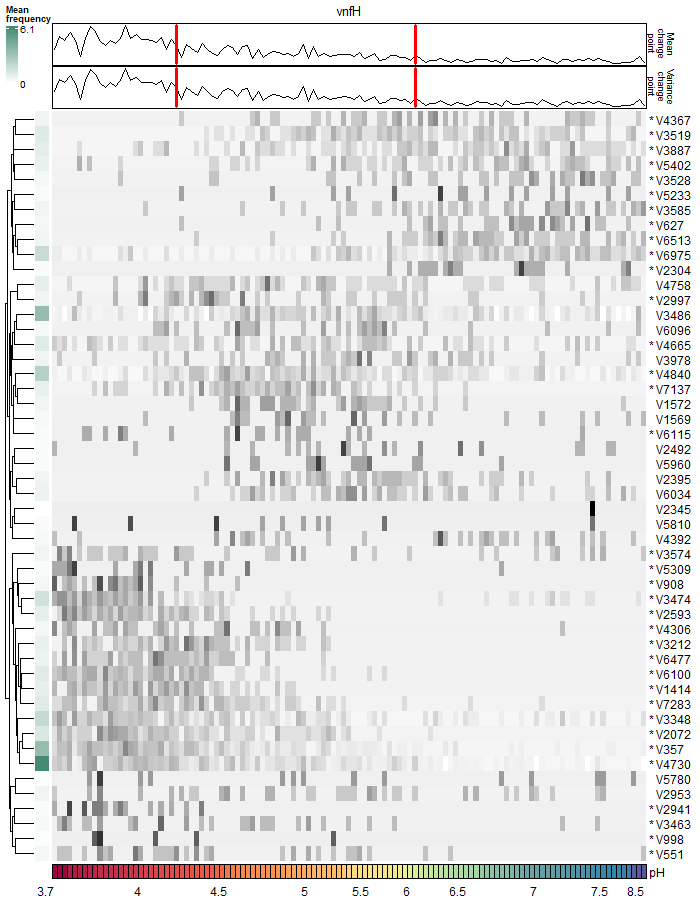 vnfH
Mean
frequency
6.1
0
Mean
change
point
Variance
change
point
* V4367
* V3519
* V3887
* V5402
* V3528
V5233
* V3585
* V627
* V6513
* V6975
* V2304
V4758
* V2997
V3486
V6096
* V4665
V3978
* V4840
* V7137
V1572
V1569
* V6115
V2492
V5960
V2395
V6034
V2345
V5810
V4392
* V3574
* V5309
* V908
* V3474
* V2593
* V4306
* V3212
* V6477
* V6100
* V1414
* V7283
* V3348
* V2072
* V357
* V4730
V5780
V2953
* V2941
* V3463
* V998
* V551
pH
3.7 4 4.5 5 5.5 6 6.5 7 7.5 8.5